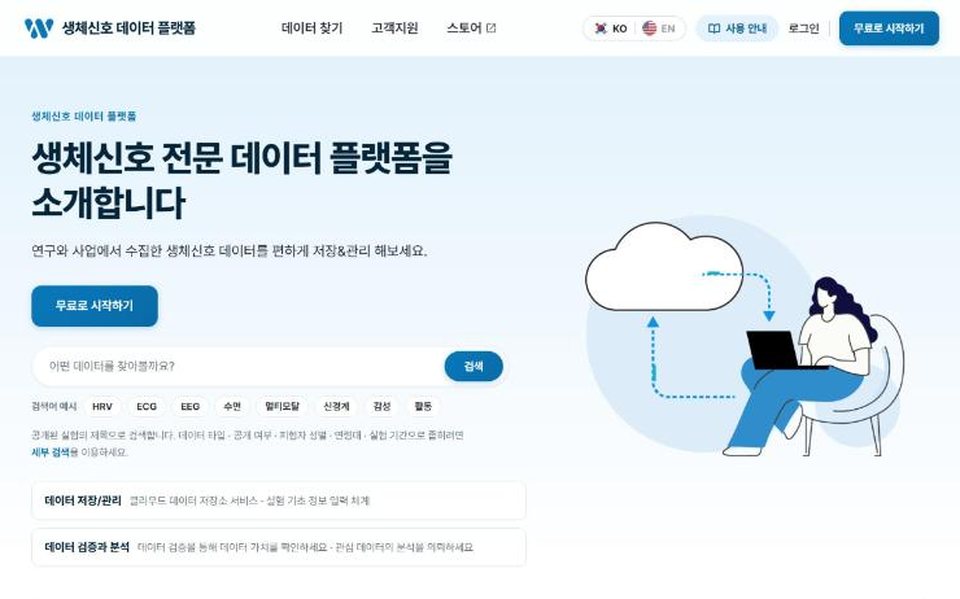 생체신호 데이터 플랫폼
데이터 찾기 고객지원 스토어
KO EN 사용 안내 로그인 무료로 시작하기
생체신호 데이터 플랫폼
생체신호 전문 데이터 플랫폼을
소개합니다
연구와 사업에서 수집한 생체신호 데이터를 편하게 저장&관리 해보세요.
무료로 시작하기
어떤 데이터를 찾아볼까요? 검색
검색어 예시 HRV ECG EEG 수면 멀티모달 신경계 감성 활동
공개된 실험의 제목으로 검색합니다. 데이터 타입 · 공개 여부 · 피험자 성별 · 연령대 · 실험 기간으로 좁히려면
세부 검색을 이용하세요.
데이터 저장/관리 클라우드 데이터 저장소 서비스 · 실험 기초 정보 입력 체계
데이터 검증과 분석 데이터 검증을 통해 데이터 가치를 확인하세요 · 관심 데이터의 분석을 의뢰하세요